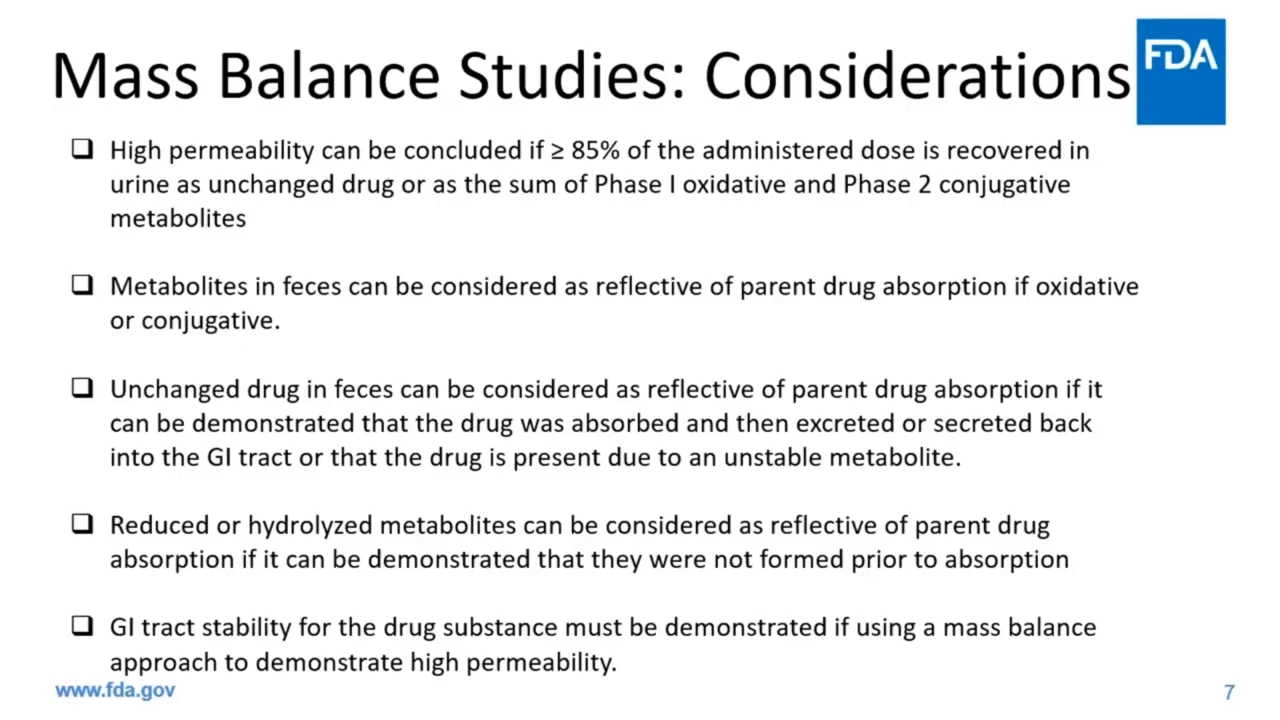 Mass Balance Studies: Considerations
FDA
High permeability can be concluded if ≥ 85% of the administered dose is recovered in
urine as unchanged drug or as the sum of Phase I oxidative and Phase 2 conjugative
metabolites
Metabolites in feces can be considered as reflective of parent drug absorption if oxidative
or conjugative.
Unchanged drug in feces can be considered as reflective of parent drug absorption if it
can be demonstrated that the drug was absorbed and then excreted or secreted back
into the GI tract or that the drug is present due to an unstable metabolite.
Reduced or hydrolyzed metabolites can be considered as reflective of parent drug
absorption if it can be demonstrated that they were not formed prior to absorption
GI tract stability for the drug substance must be demonstrated if using a mass balance
approach to demonstrate high permeability.
www.fda.gov
7